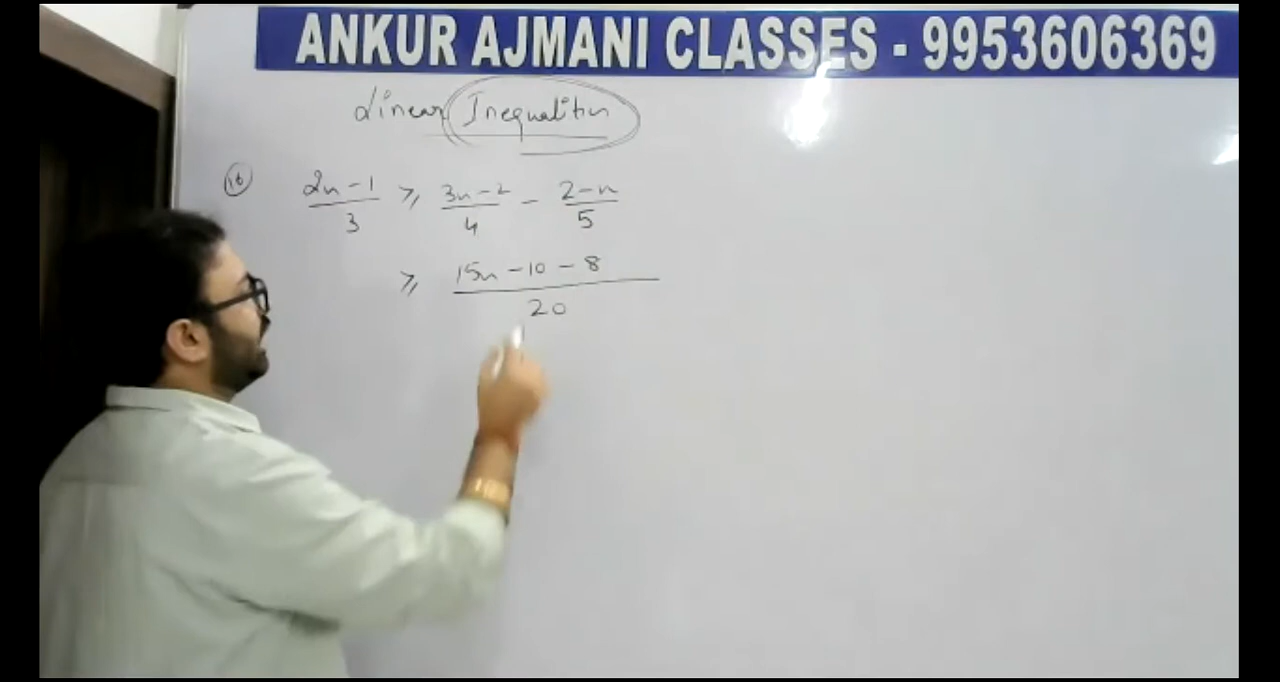 ANKUR AJMANI CLASSES - 9953606369
Linear Inequalities
16 (2x-1)/3 ≥ (3x-2)/4 - (2-x)/5
≥ (15x-10-8)/20